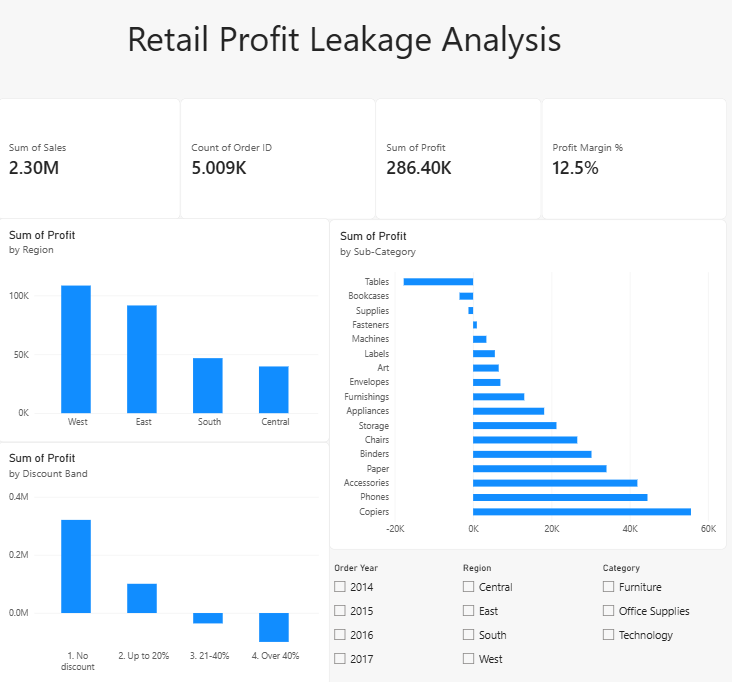 Retail Profit Leakage Analysis
Sum of Sales
2.30M
Count of Order ID
5.009K
Sum of Profit
286.40K
Profit Margin %
12.5%
Sum of Profit
by Region
100K
50K
0K
West East South Central
Sum of Profit
by Sub-Category
Tables
Bookcases
Supplies
Fasteners
Machines
Labels
Art
Envelopes
Furnishings
Appliances
Storage
Chairs
Binders
Paper
Accessories
Phones
Copiers
-20K 0K 20K 40K 60K
Sum of Profit
by Discount Band
0.4M
0.2M
0.0M
1. No
discount
2. Up to 20%
3. 21-40%
4. Over 40%
Order Year
2014
2015
2016
2017
Region
Central
East
South
West
Category
Furniture
Office Supplies
Technology